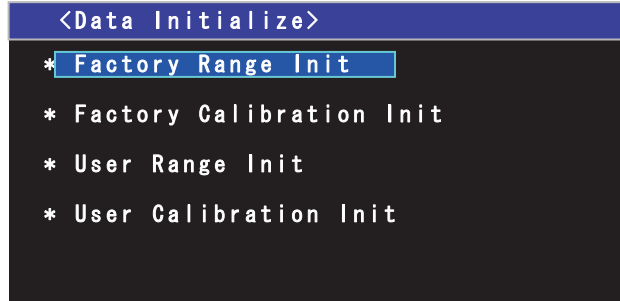 <Data Initialize>
* Factory Range Init
* Factory Calibration Init
* User Range Init
* User Calibration Init